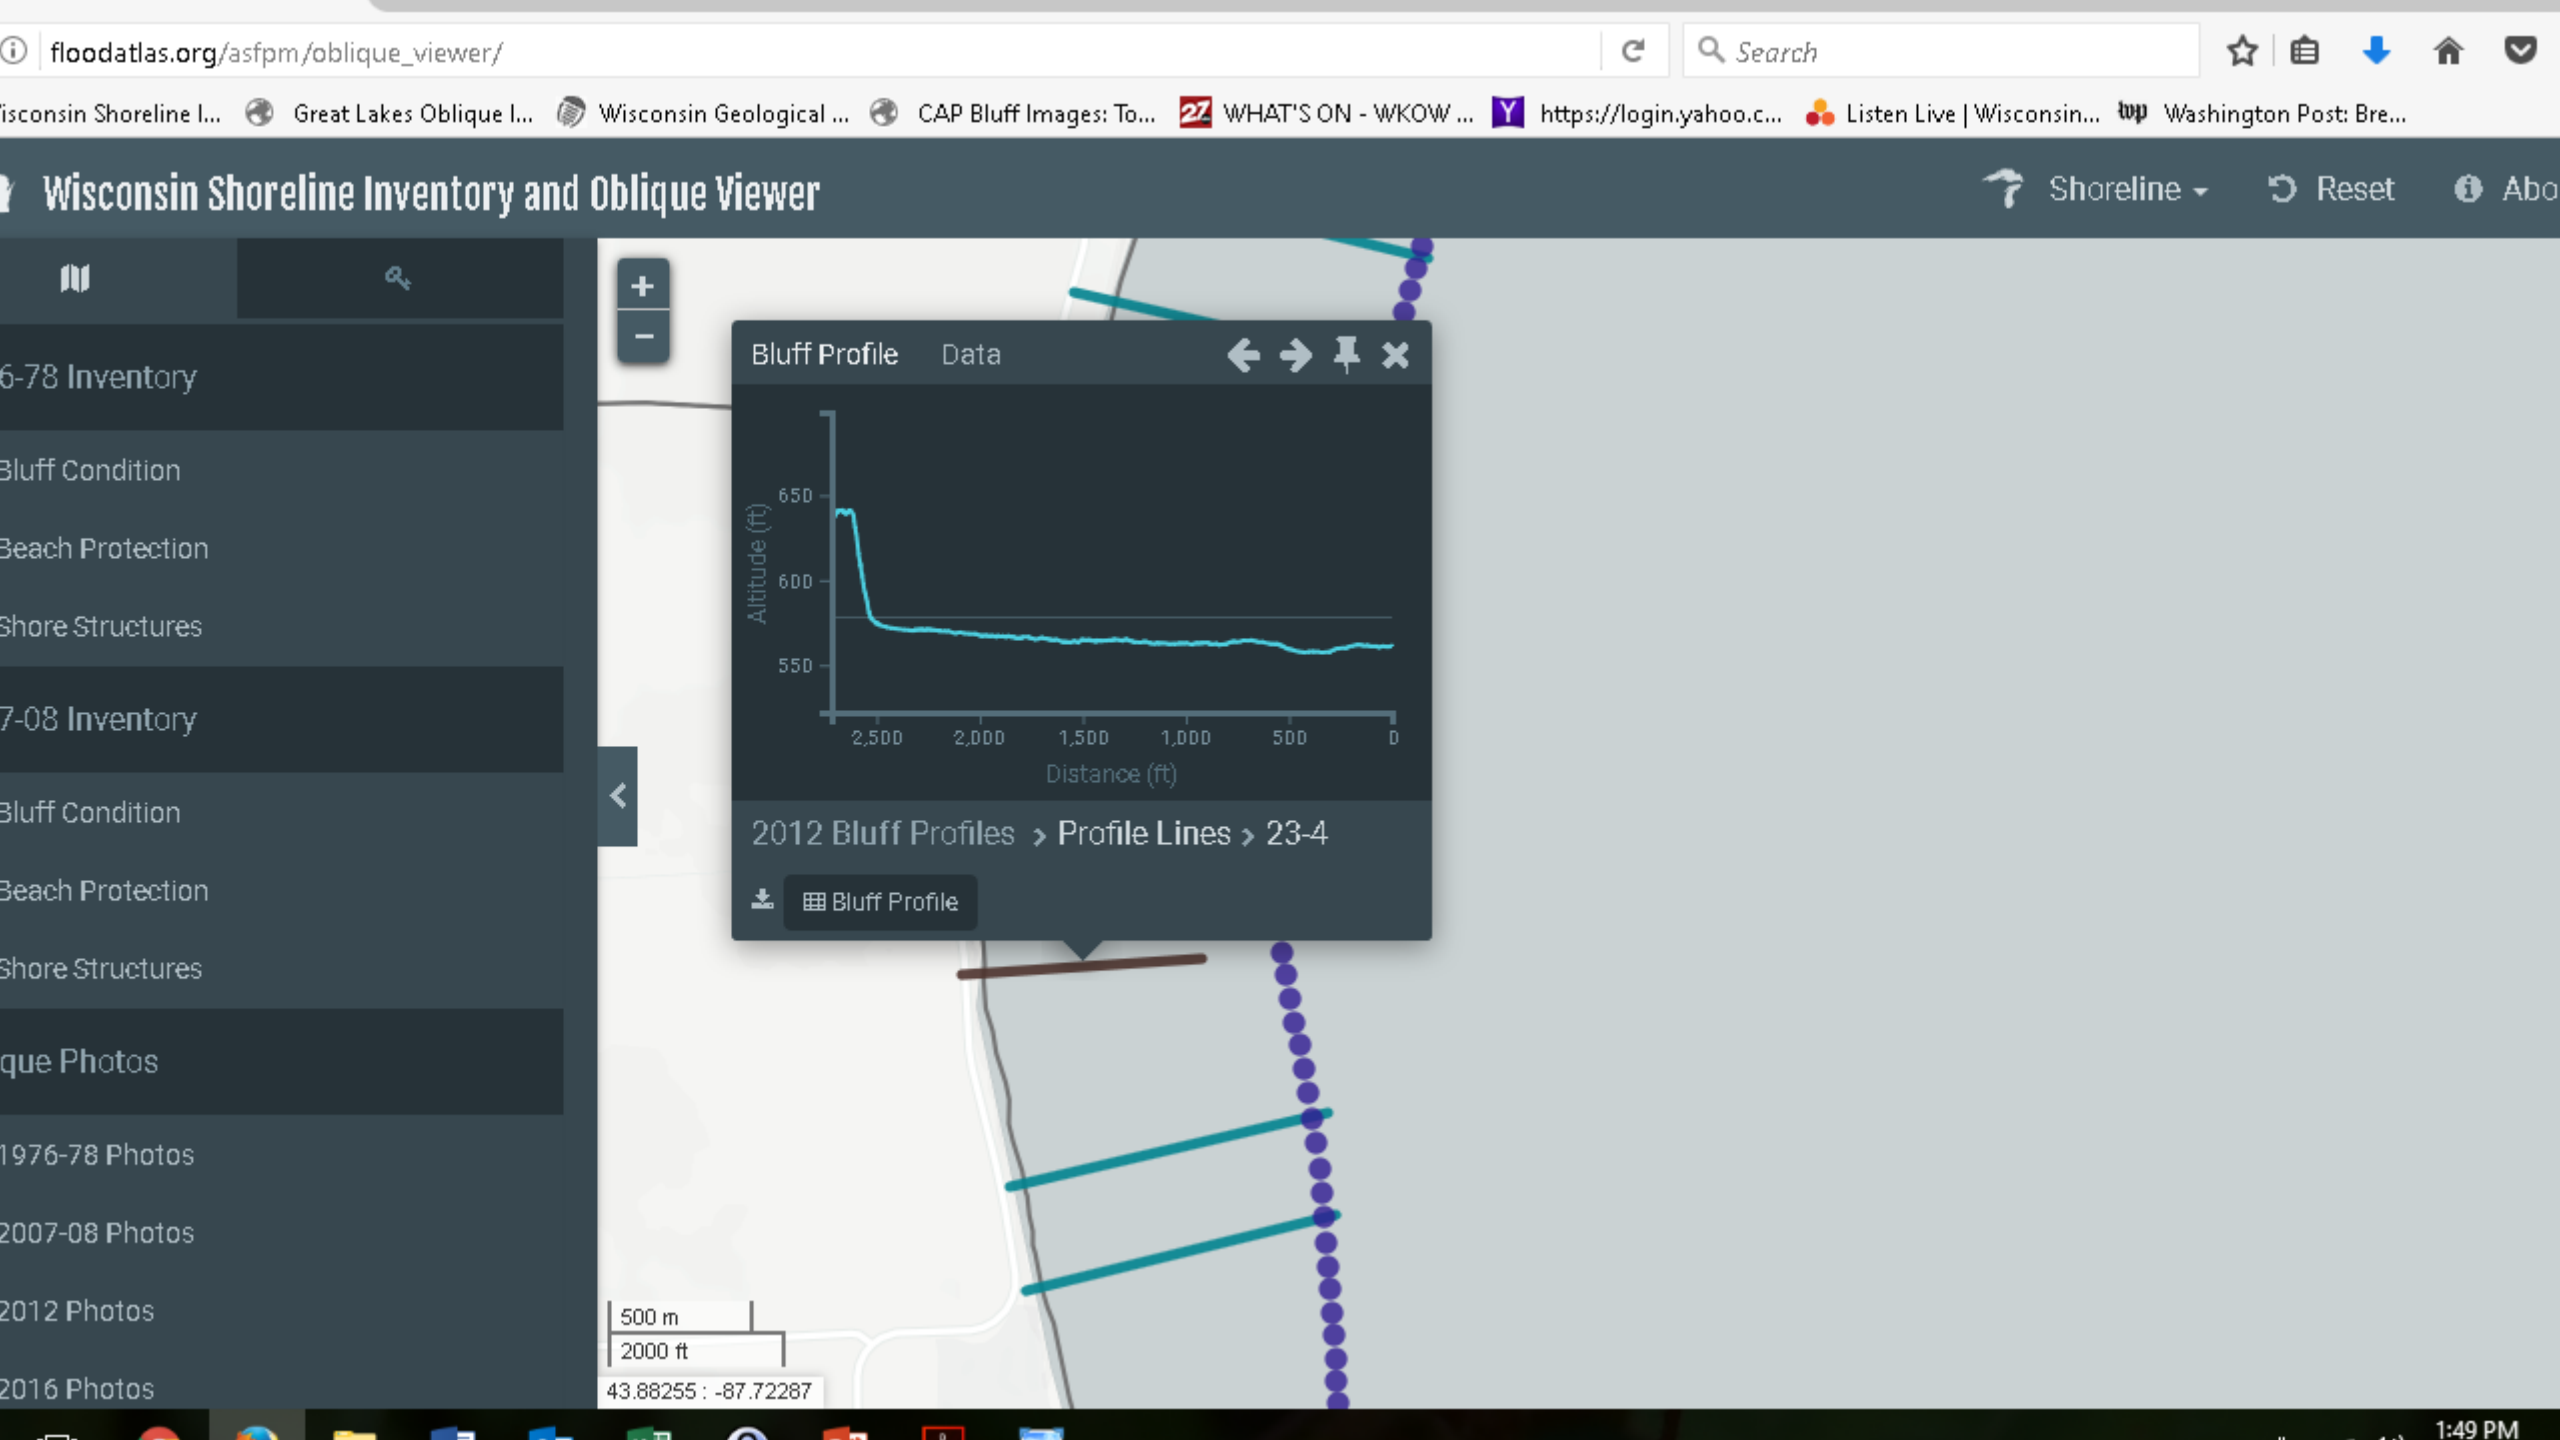 floodatlas.org/asfpm/oblique_viewer/
Search
isconsin Shoreline I...
Great Lakes Oblique I...
Wisconsin Geological ...
CAP Bluff Images: To...
27
WHAT'S ON - WKOW ...
Y
https://login.yahoo.c...
Listen Live | Wisconsin...
wp
Washington Post: Bre...
Wisconsin Shoreline Inventory and Oblique Viewer
Shoreline
Reset
Abo
6-78 Inventory
Bluff Condition
Beach Protection
Shore Structures
7-08 Inventory
Bluff Condition
Beach Protection
Shore Structures
que Photos
1976-78 Photos
2007-08 Photos
2012 Photos
2016 Photos
+
−
Bluff Profile
Data
Altitude (ft)
650
600
550
2,500
2,000
1,500
1,000
500
0
Distance (ft)
2012 Bluff Profiles > Profile Lines > 23-4
Bluff Profile
500 m
2000 ft
43.88255 : -87.72287
1:49 PM